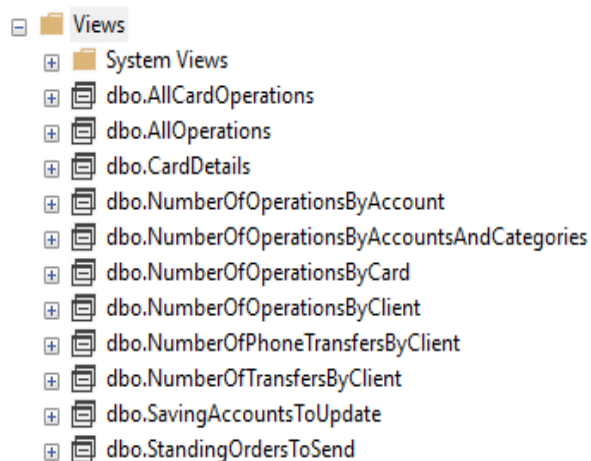 Views
System Views
dbo.AllCardOperations
dbo.AllOperations
dbo.CardDetails
dbo.NumberOfOperationsByAccount
dbo.NumberOfOperationsByAccountsAndCategories
dbo.NumberOfOperationsByCard
dbo.NumberOfOperationsByClient
dbo.NumberOfPhoneTransfersByClient
dbo.NumberOfTransfersByClient
dbo.SavingAccountsToUpdate
dbo.StandingOrdersToSend